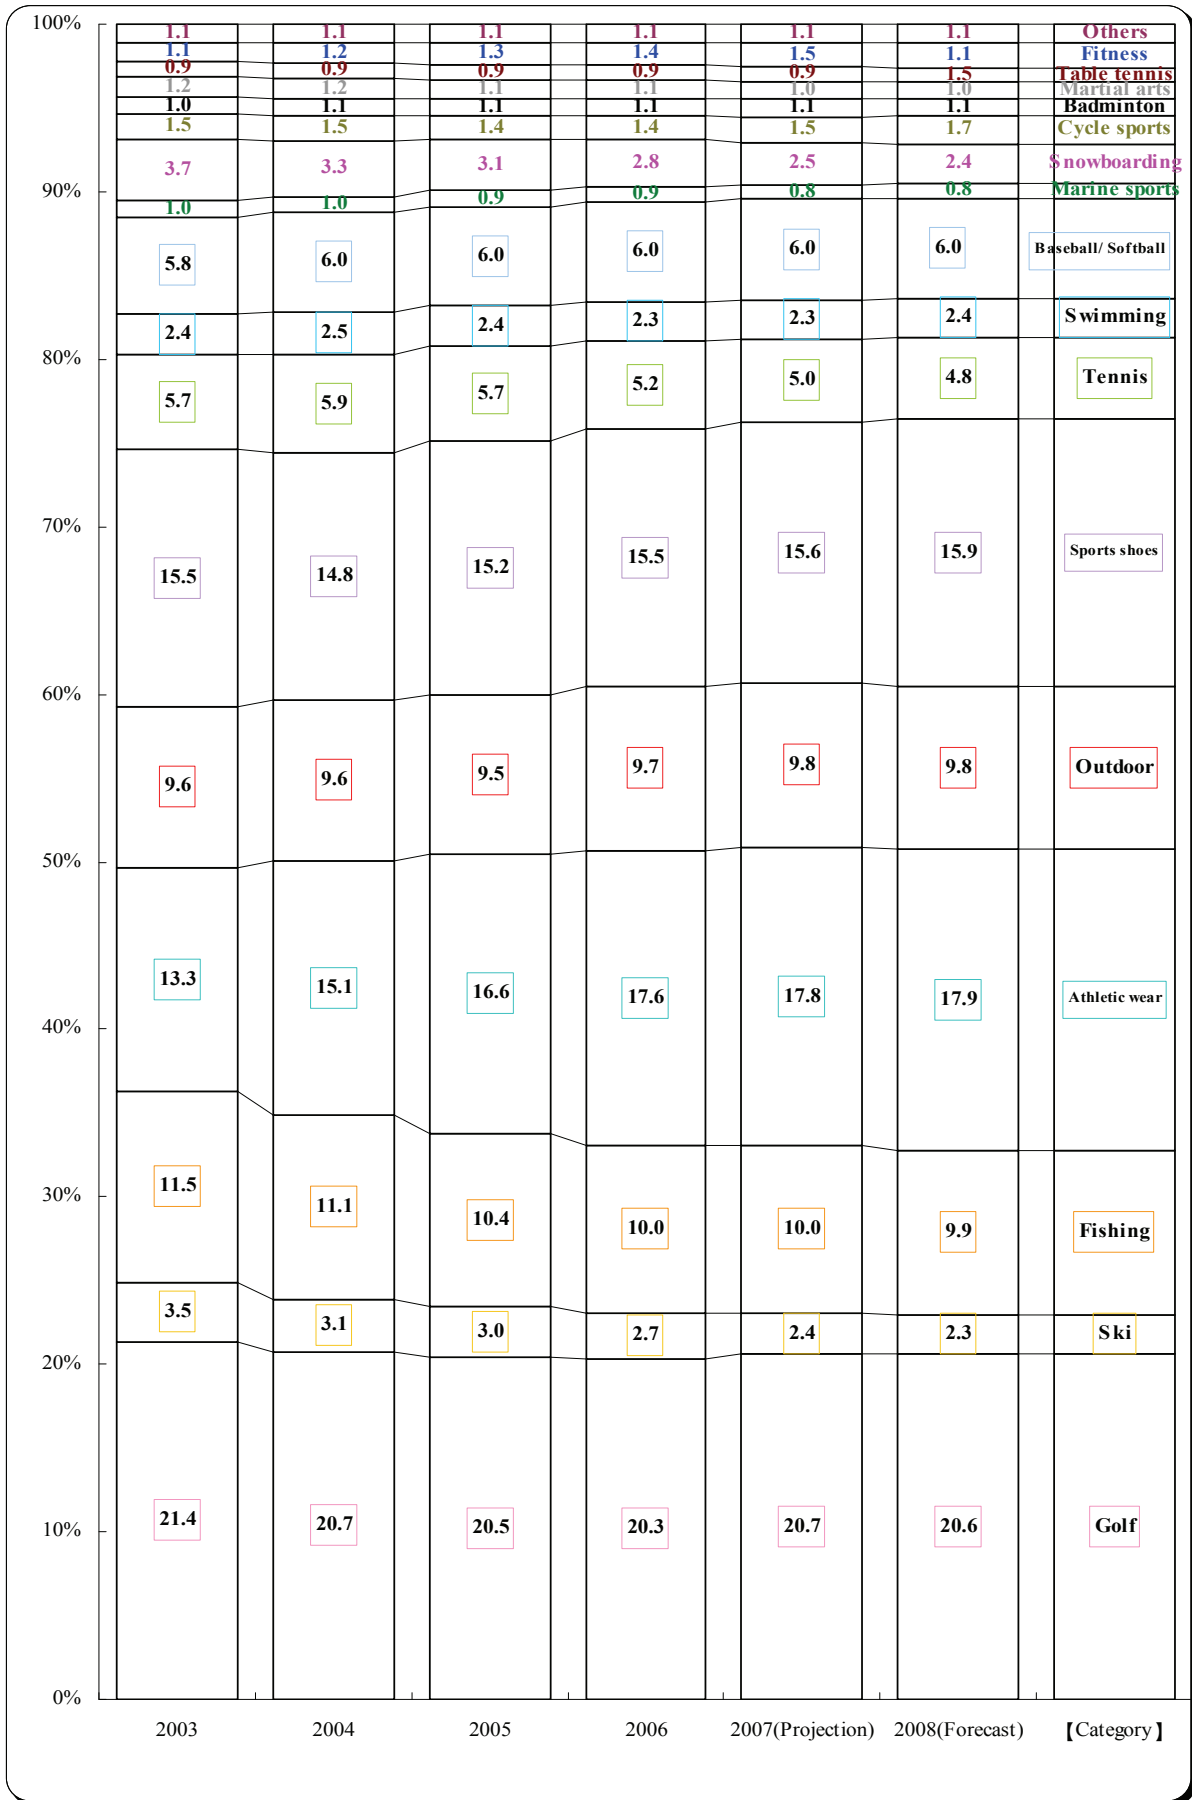 100% 1.1 1.1 1.1 1.1 1.1 1.1 Others
1.1 1.2 1.3 1.4 1.5 1.1 Fitness
0.9 0.9 0.9 0.9 0.9 1.5 Table tennis
1.2 1.2 1.1 1.1 1.0 1.0 Martial arts
1.0 1.1 1.1 1.1 1.1 1.1 Badminton
1.5 1.5 1.4 1.4 1.5 1.7 Cycle sports
3.7 3.3 3.1 2.8 2.5 2.4 Snowboarding
90% 1.0 1.0 0.9 0.9 0.8 0.8 Marine sports
5.8 6.0 6.0 6.0 6.0 6.0 Baseball/ Softball
2.4 2.5 2.4 2.3 2.3 2.4 Swimming
80%
5.7 5.9 5.7 5.2 5.0 4.8 Tennis
70%
15.5 14.8 15.2 15.5 15.6 15.9 Sports shoes
60%
9.6 9.6 9.5 9.7 9.8 9.8 Outdoor
50%
13.3 15.1 16.6 17.6 17.8 17.9 Athletic wear
40%
11.5 11.1 10.4 10.0 10.0 9.9 Fishing
30%
3.5 3.1 3.0 2.7 2.4 2.3 Ski
20%
21.4 20.7 20.5 20.3 20.7 20.6 Golf
10%
0%
2003 2004 2005 2006 2007(Projection) 2008(Forecast) 【Category】